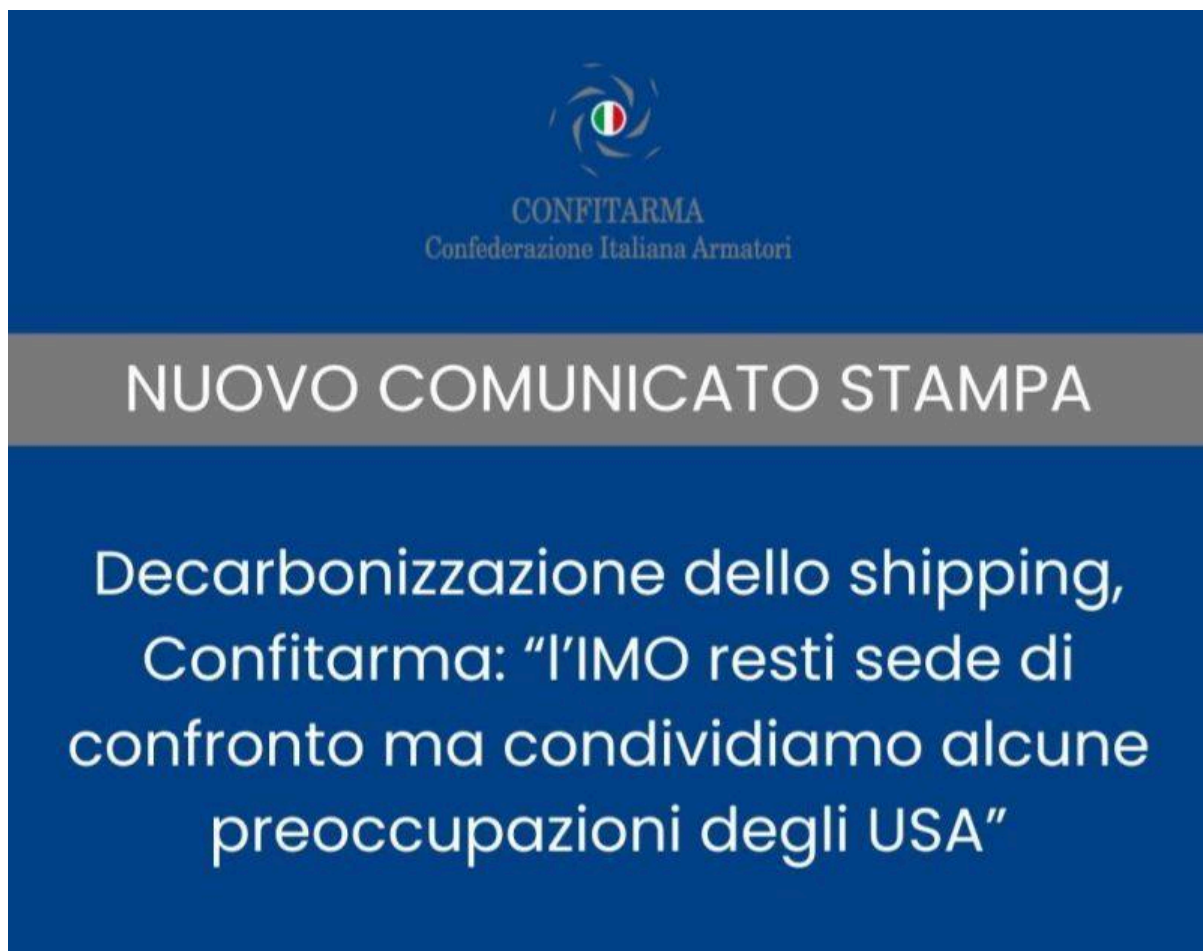 CONFITARMA
Confederazione Italiana Armatori
NUOVO COMUNICATO STAMPA
Decarbonizzazione dello shipping,
Confitarma: “l’IMO resti sede di
confronto ma condividiamo alcune
preoccupazioni degli USA”